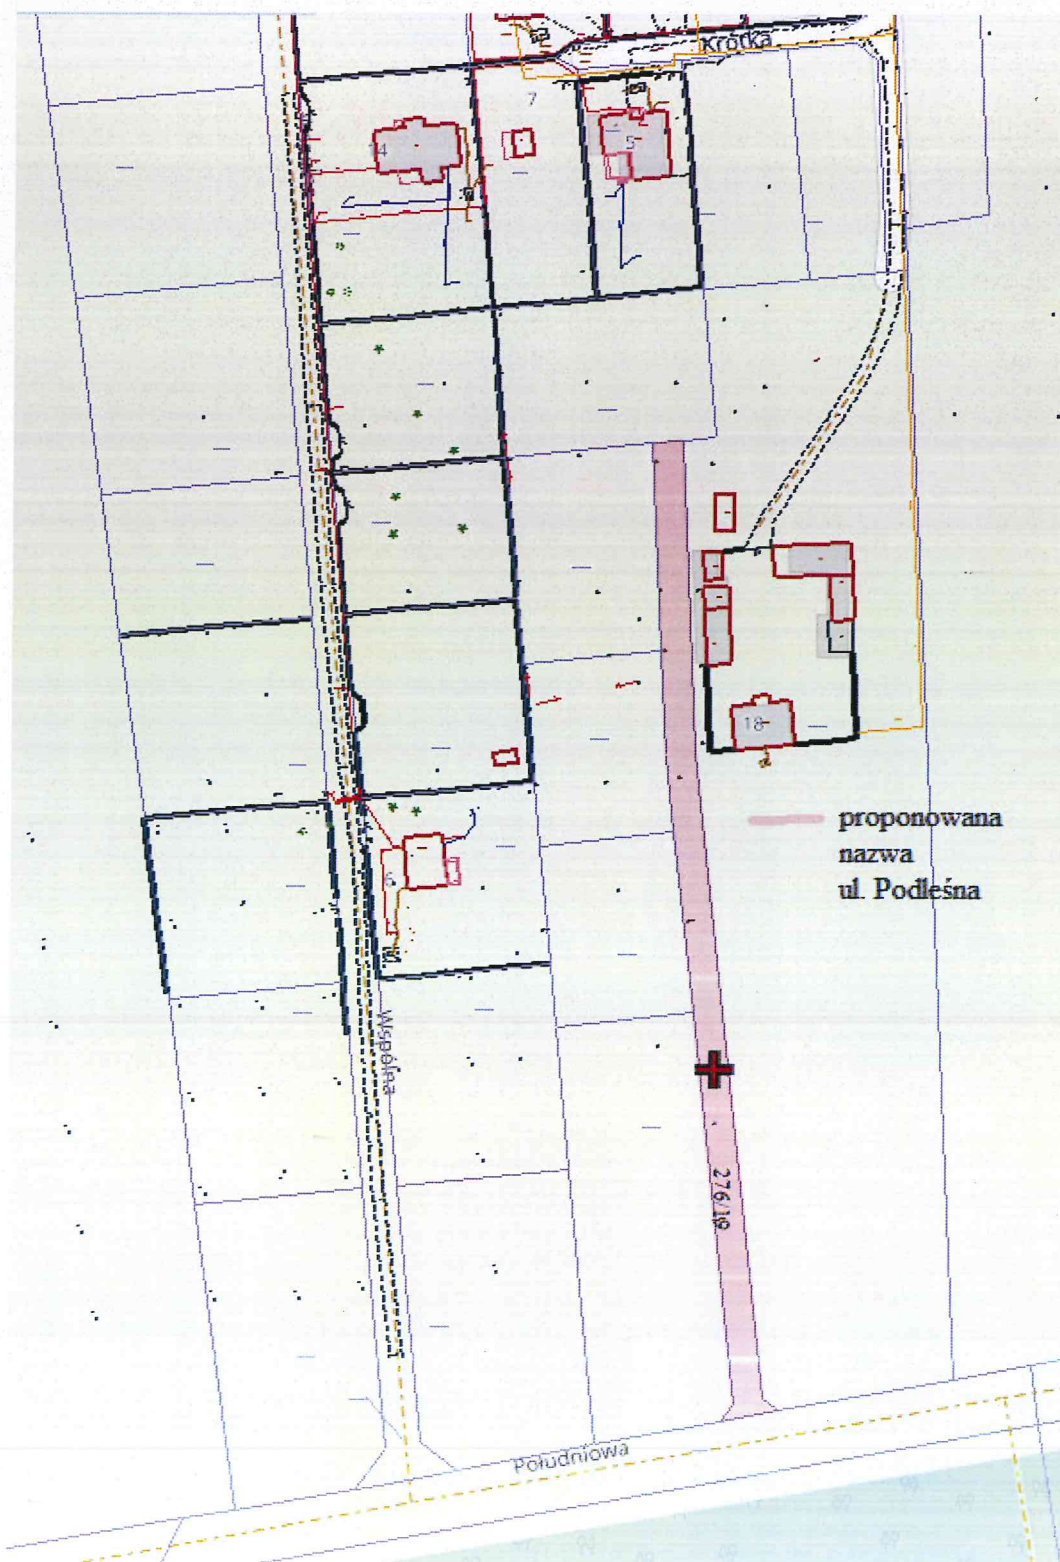 Krótka
7
14
5
18
proponowana
nazwa
ul. Podleśna
6
Wspólna
276/19
Południowa